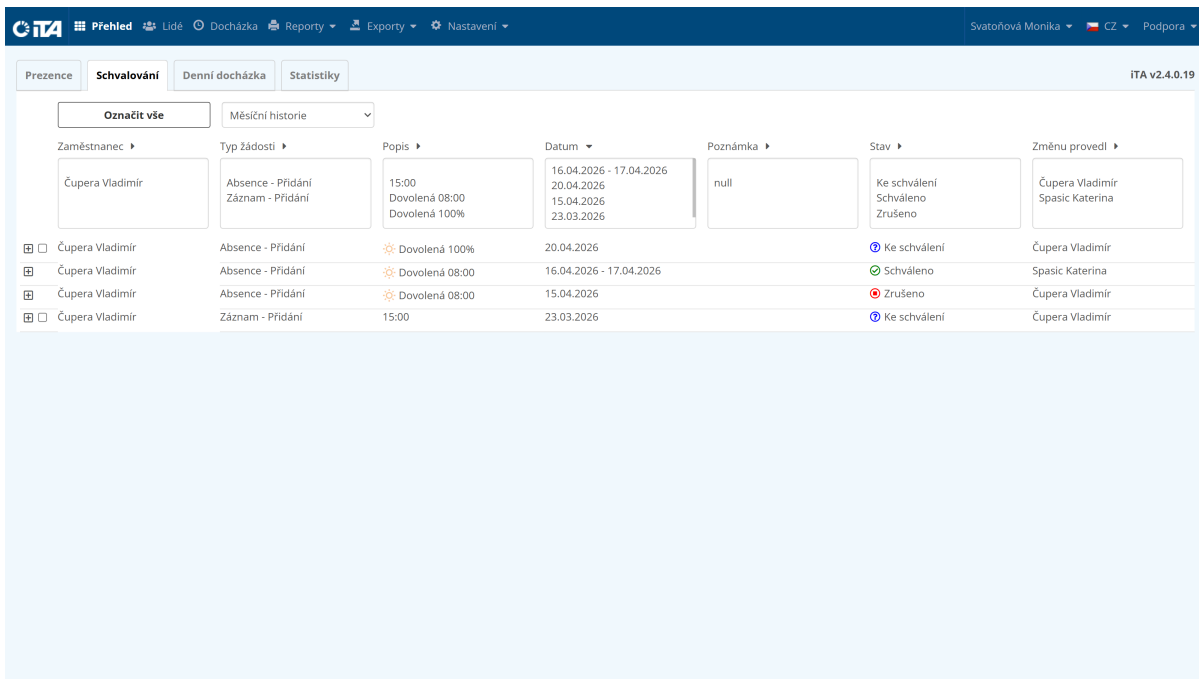 iTA Přehled Lidé Docházka Reporty Exporty Nastavení Svatoňová Monika CZ Podpora
Prezence Schvalování Denní docházka Statistiky iTA v2.4.0.19
Označit vše Měsíční historie
Zaměstnanec Typ žádosti Popis Datum Poznámka Stav Změnu provedl
Čupera Vladimír
Absence - Přidání
Záznam - Přidání
15:00
Dovolená 08:00
Dovolená 100%
16.04.2026 - 17.04.2026
20.04.2026
15.04.2026
23.03.2026
null
Ke schválení
Schváleno
Zrušeno
Čupera Vladimír
Spasic Katerina
Čupera Vladimír Absence - Přidání Dovolená 100% 20.04.2026 Ke schválení Čupera Vladimír
Čupera Vladimír Absence - Přidání Dovolená 08:00 16.04.2026 - 17.04.2026 Schváleno Spasic Katerina
Čupera Vladimír Absence - Přidání Dovolená 08:00 15.04.2026 Zrušeno Čupera Vladimír
Čupera Vladimír Záznam - Přidání 15:00 23.03.2026 Ke schválení Čupera Vladimír